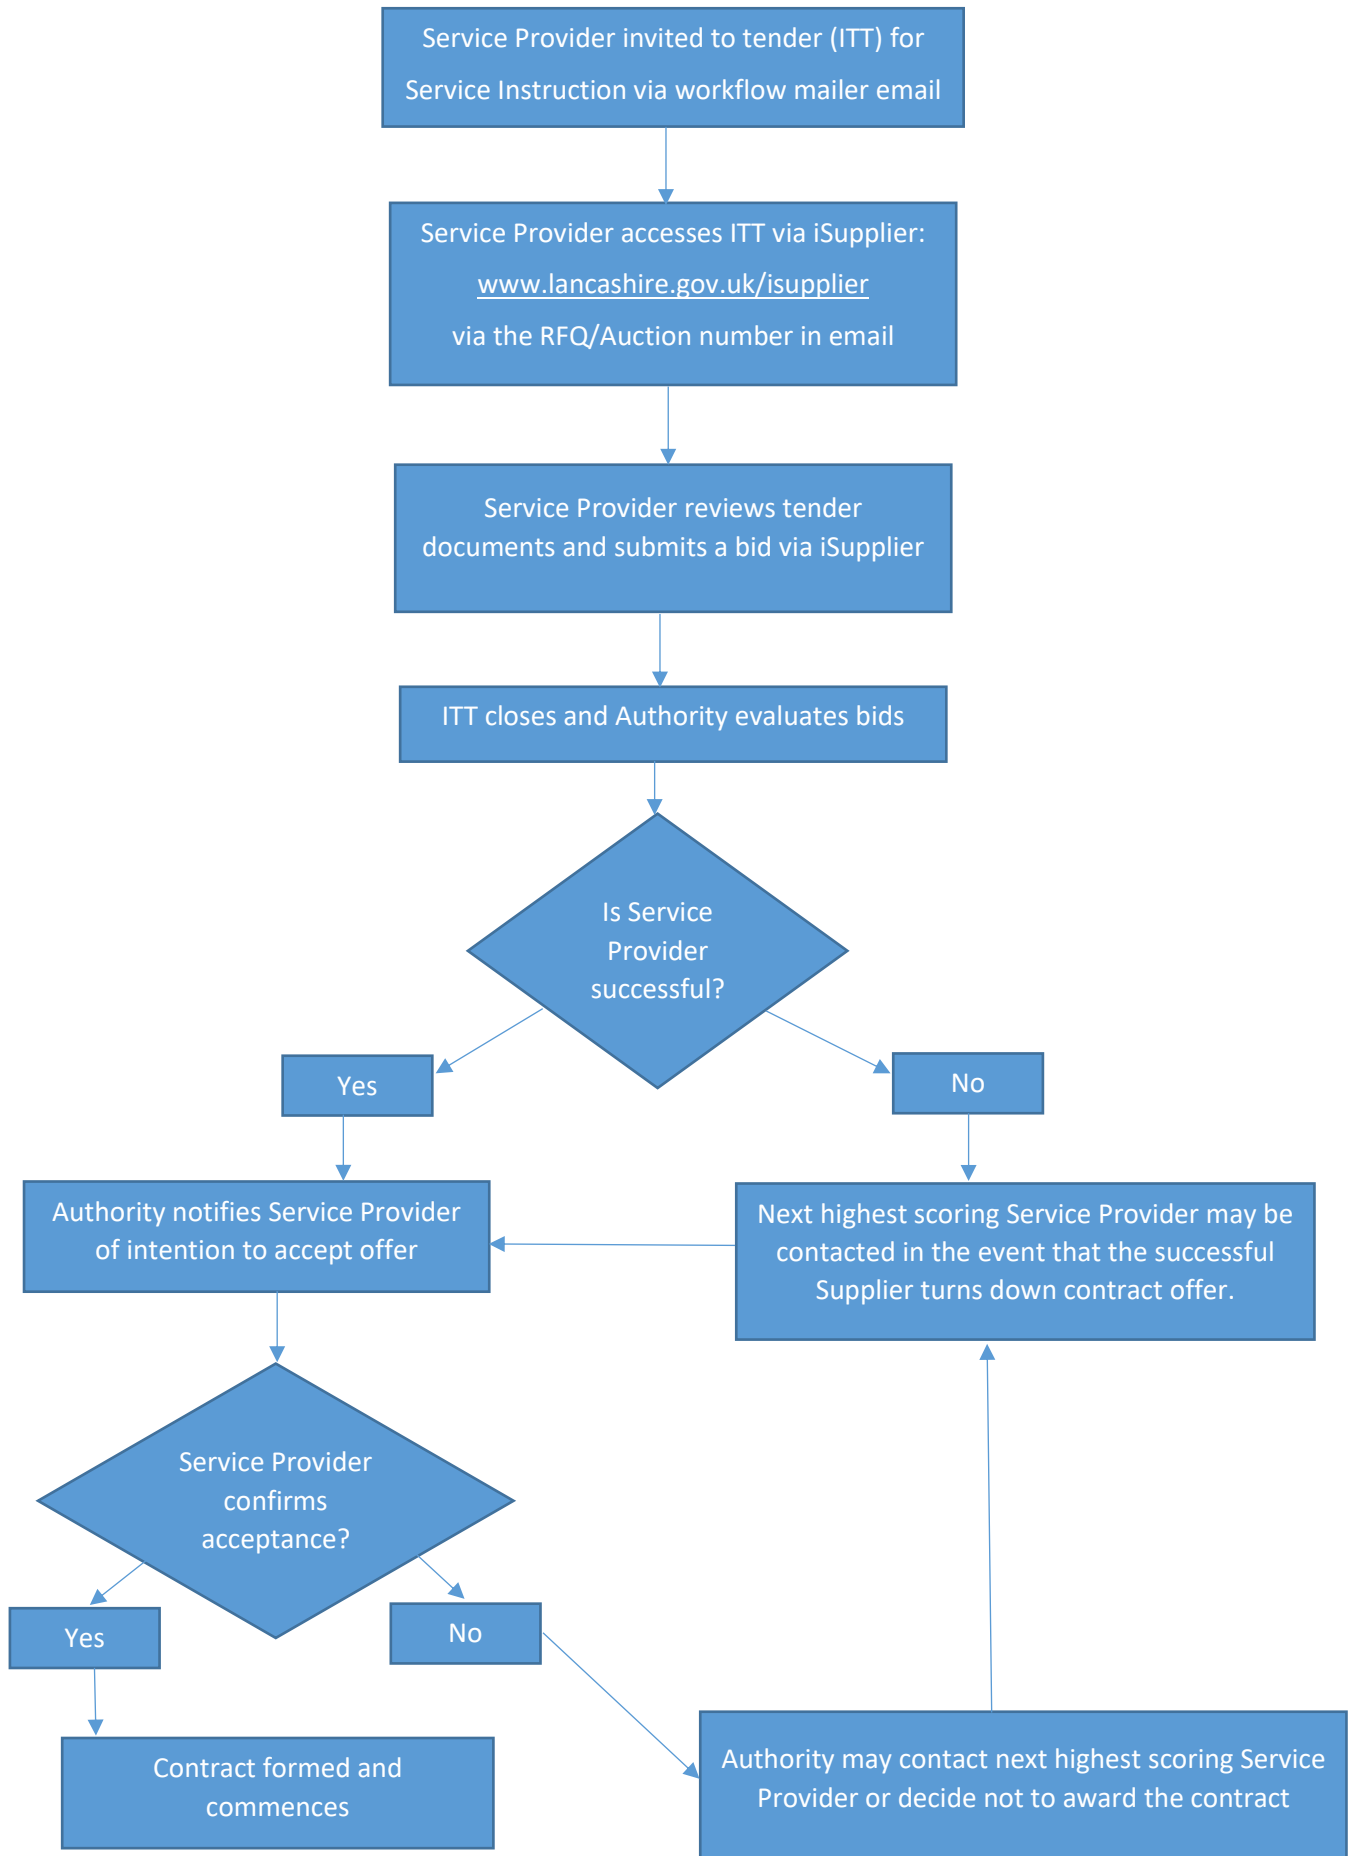 Service Provider invited to tender (ITT) for
Service Instruction via workflow mailer email
Service Provider accesses ITT via iSupplier:
www.lancashire.gov.uk/isupplier
via the RFQ/Auction number in email
Service Provider reviews tender
documents and submits a bid via iSupplier
ITT closes and Authority evaluates bids
Is Service
Provider
successful?
Yes
No
Authority notifies Service Provider
of intention to accept offer
Next highest scoring Service Provider may be
contacted in the event that the successful
Supplier turns down contract offer.
Service Provider
confirms
acceptance?
Yes
No
Contract formed and
commences
Authority may contact next highest scoring Service
Provider or decide not to award the contract